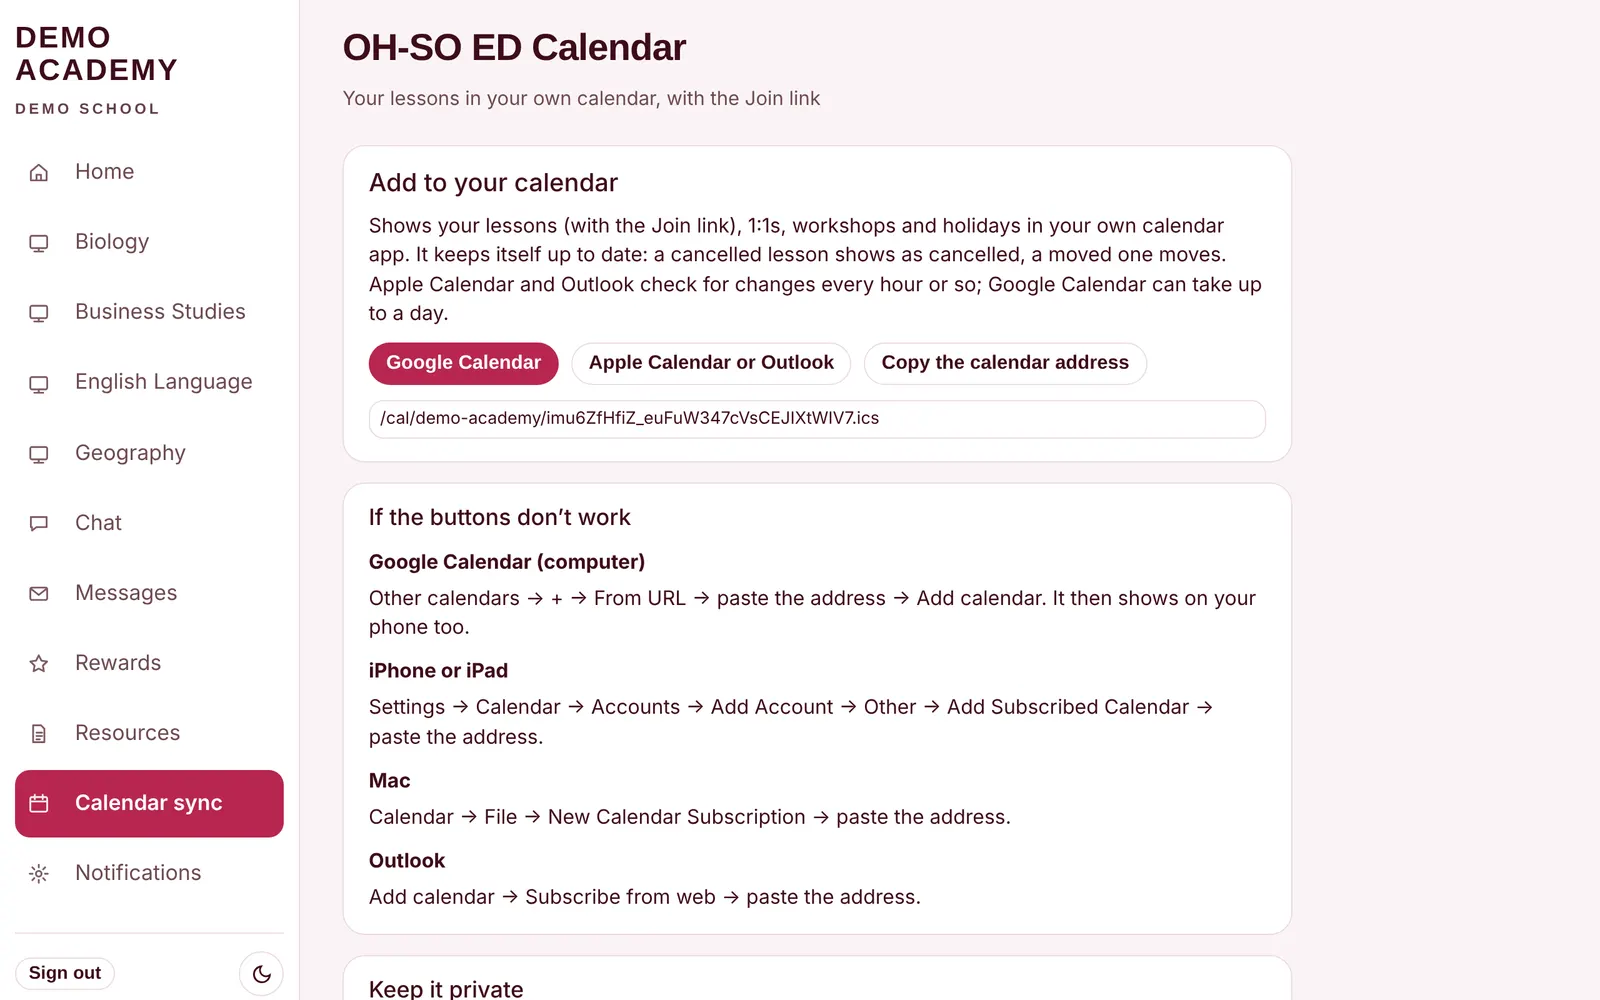 DEMO
ACADEMY
DEMO SCHOOL
Home
Biology
Business Studies
English Language
Geography
Chat
Messages
Rewards
Resources
Calendar sync
Notifications
Sign out
OH-SO ED Calendar
Your lessons in your own calendar, with the Join link
Add to your calendar
Shows your lessons (with the Join link), 1:1s, workshops and holidays in your own calendar
app. It keeps itself up to date: a cancelled lesson shows as cancelled, a moved one moves.
Apple Calendar and Outlook check for changes every hour or so; Google Calendar can take up
to a day.
Google Calendar
Apple Calendar or Outlook
Copy the calendar address
/cal/demo-academy/imu6ZfHfiZ_euFuW347cVsCEJIXtWIV7.ics
If the buttons don’t work
Google Calendar (computer)
Other calendars → + → From URL → paste the address → Add calendar. It then shows on your
phone too.
iPhone or iPad
Settings → Calendar → Accounts → Add Account → Other → Add Subscribed Calendar →
paste the address.
Mac
Calendar → File → New Calendar Subscription → paste the address.
Outlook
Add calendar → Subscribe from web → paste the address.
Keep it private